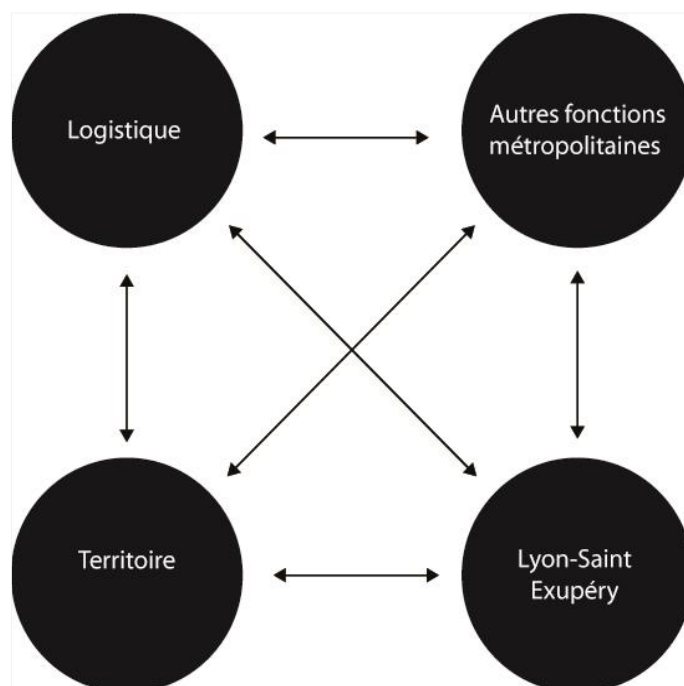 Logistique
Autres fonctions
métropolitaines
Territoire
Lyon-Saint
Exupéry